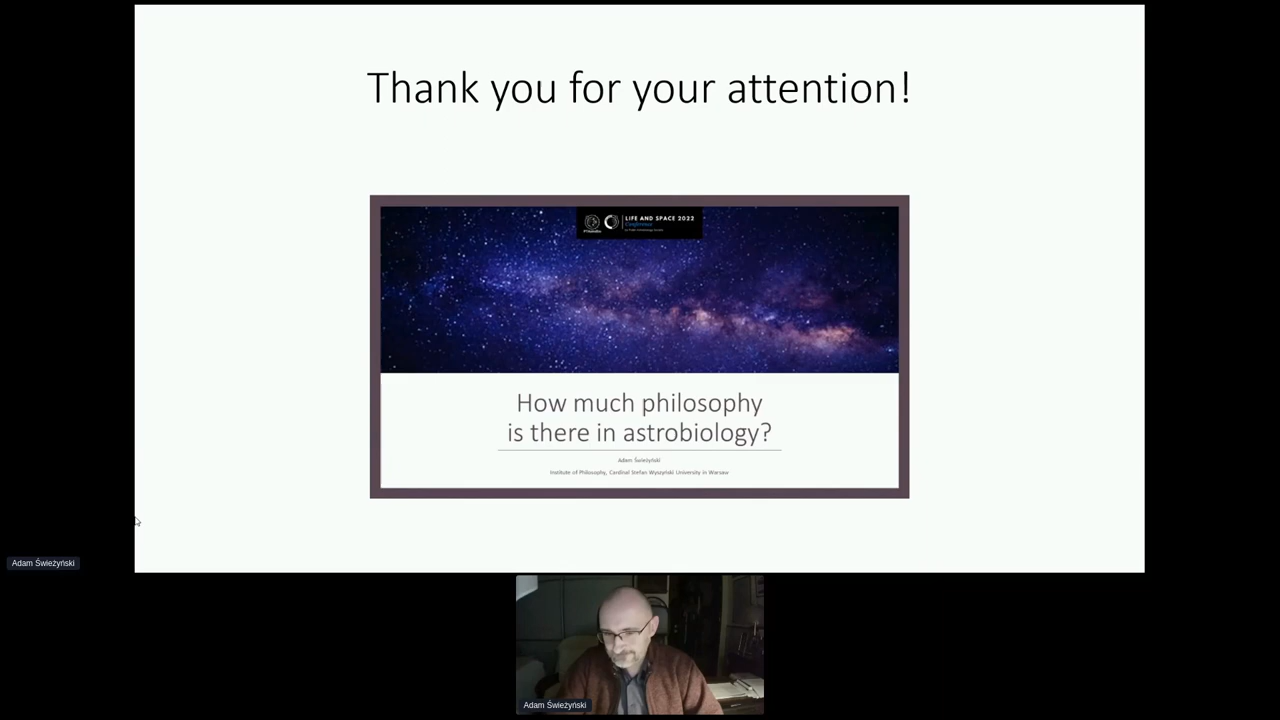 Thank you for your attention!
LIFE AND SPACE 2022
Conference
How much philosophy
is there in astrobiology?
Adam Świeżyński
Institute of Philosophy, Cardinal Stefan Wyszyński University in Warsaw
Adam Świeżyński
Adam Świeżyński